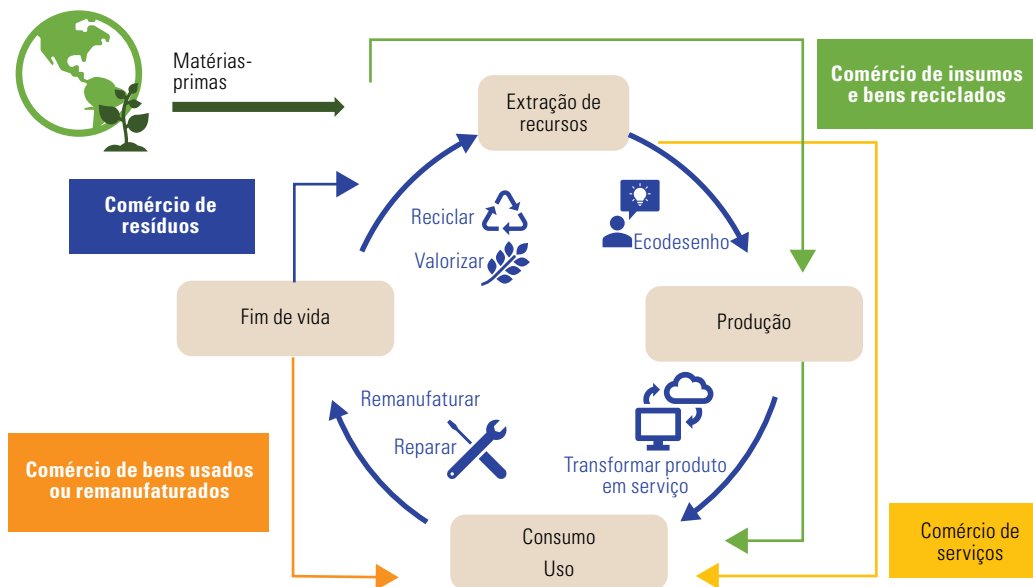 Matérias-
primas
Comércio de insumos
e bens reciclados
Extração de
recursos
Comércio de
resíduos
Reciclar
Valorizar
Ecodesenho
Fim de vida
Produção
Remanufaturar
Reparar
Transformar produto
em serviço
Comércio de bens usados
ou remanufaturados
Consumo
Uso
Comércio de
serviços